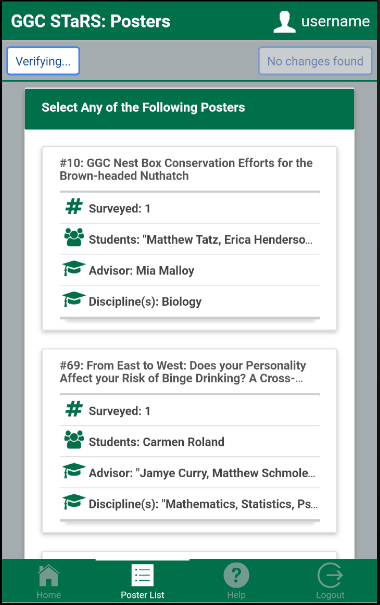 GGC STaRS: Posters
username
Verifying...
No changes found
Select Any of the Following Posters
#10: GGC Nest Box Conservation Efforts for the
Brown-headed Nuthatch
Surveyed: 1
Students: "Matthew Tatz, Erica Henderso...
Advisor: Mia Malloy
Discipline(s): Biology
#69: From East to West: Does your Personality
Affect your Risk of Binge Drinking? A Cross-...
Surveyed: 1
Students: Carmen Roland
Advisor: "Jamye Curry, Matthew Schmole...
Discipline(s): "Mathematics, Statistics, Ps...
Home
Poster List
Help
Logout